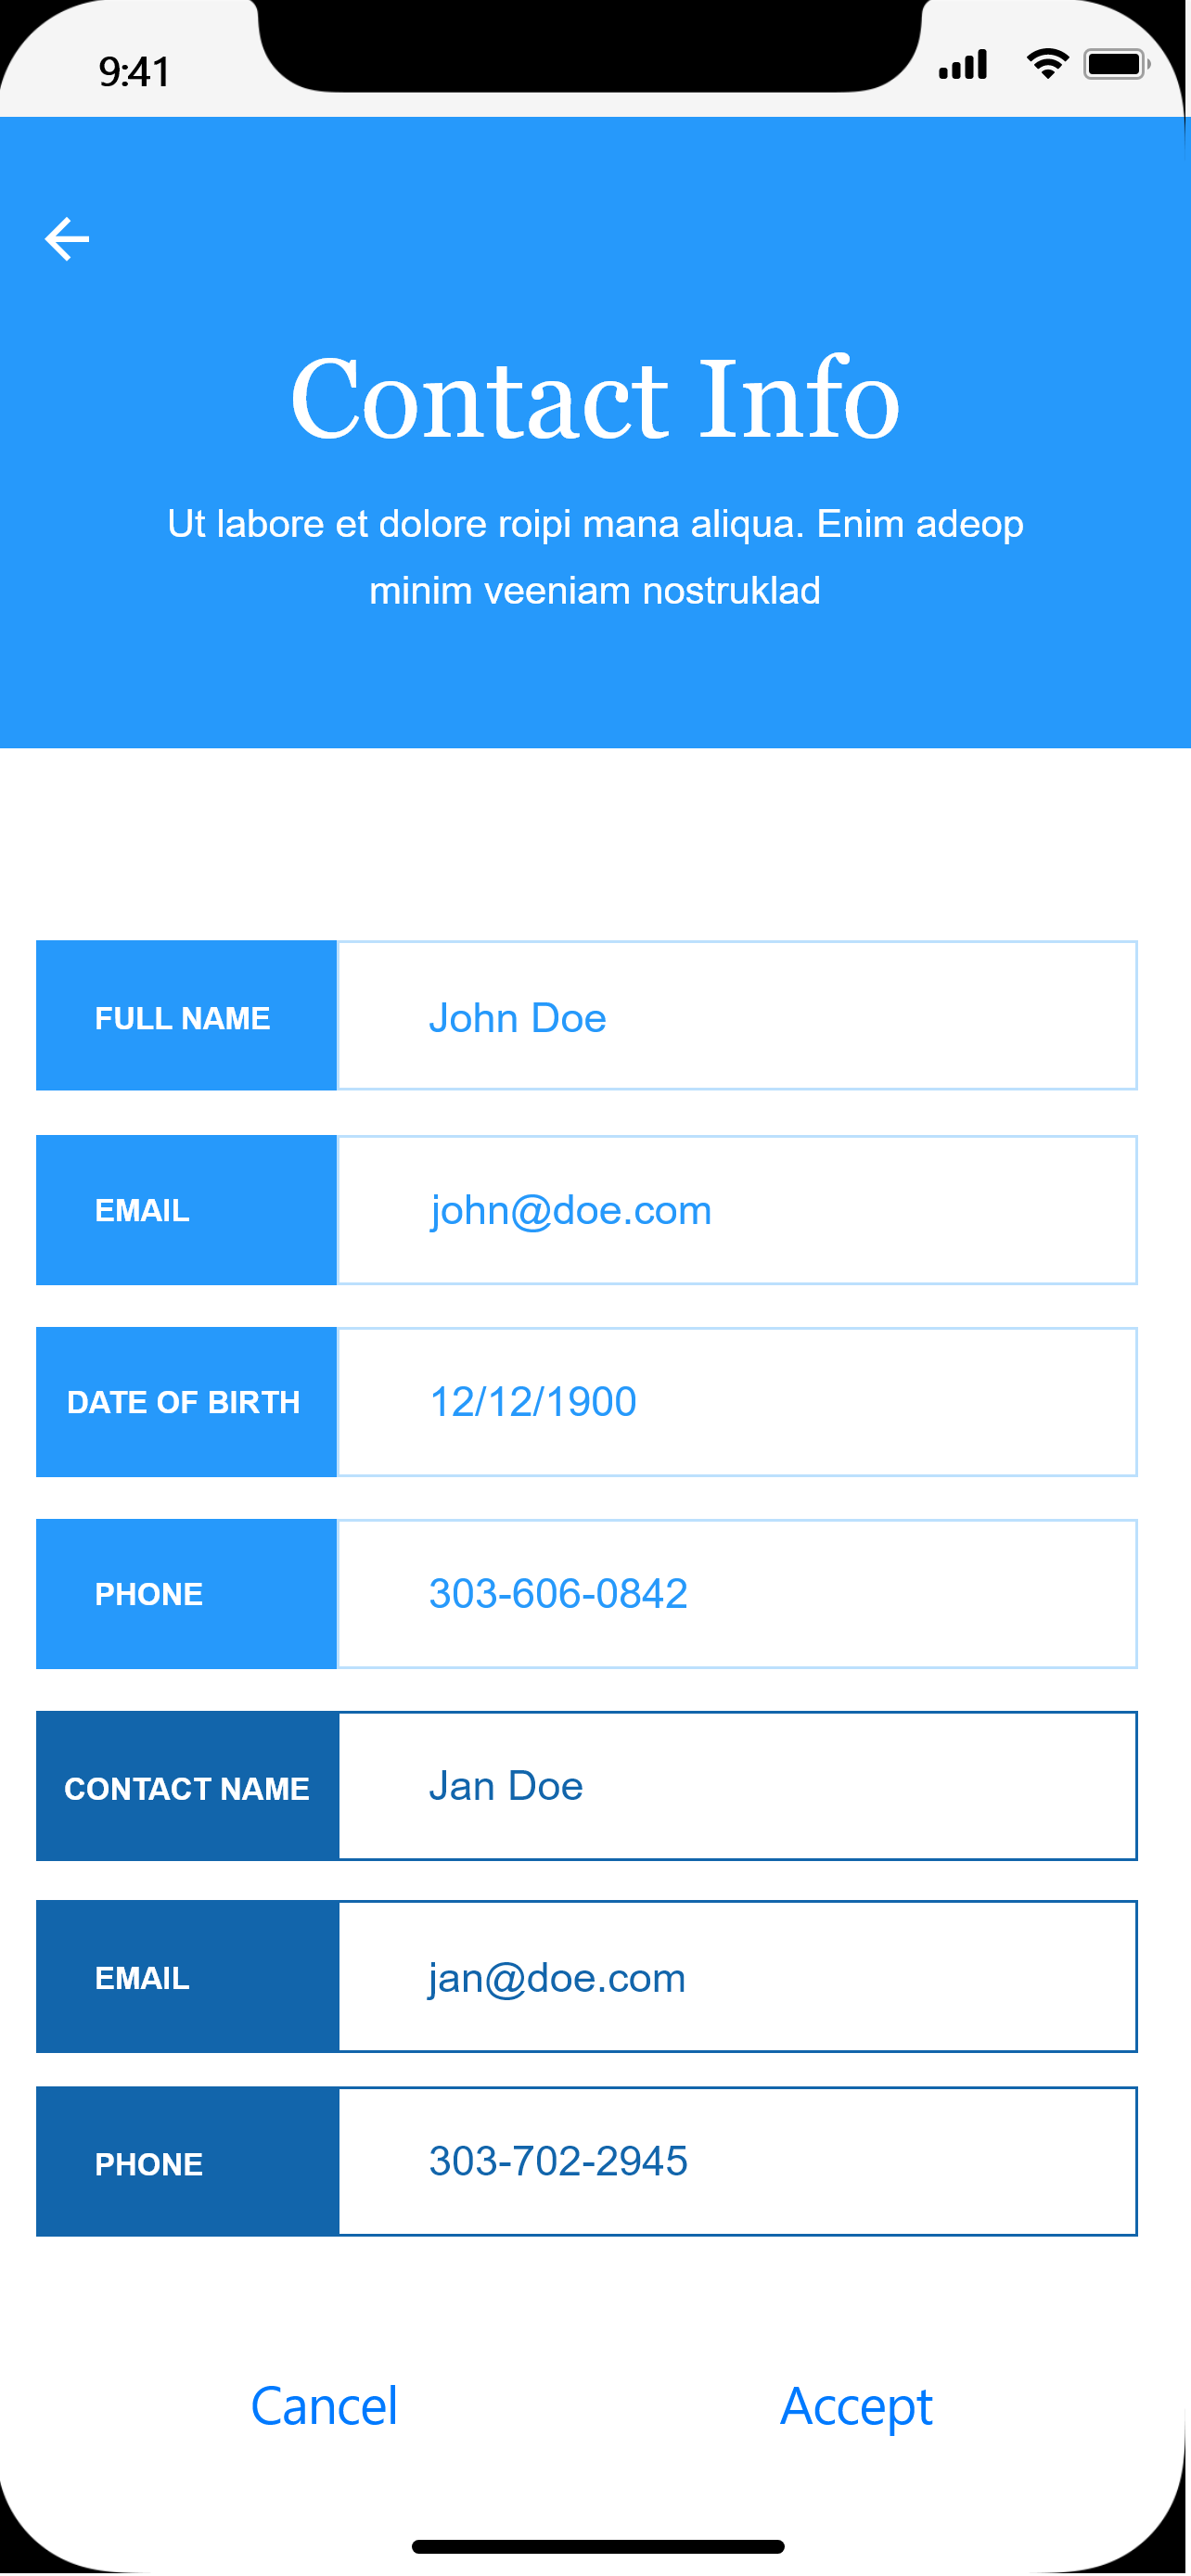 9:41
Contact Info
Ut labore et dolore roipi mana aliqua. Enim adeop
minim veeniam nostruklad
FULL NAME John Doe
EMAIL john@doe.com
DATE OF BIRTH 12/12/1900
PHONE 303-606-0842
CONTACT NAME Jan Doe
EMAIL jan@doe.com
PHONE 303-702-2945
Cancel Accept